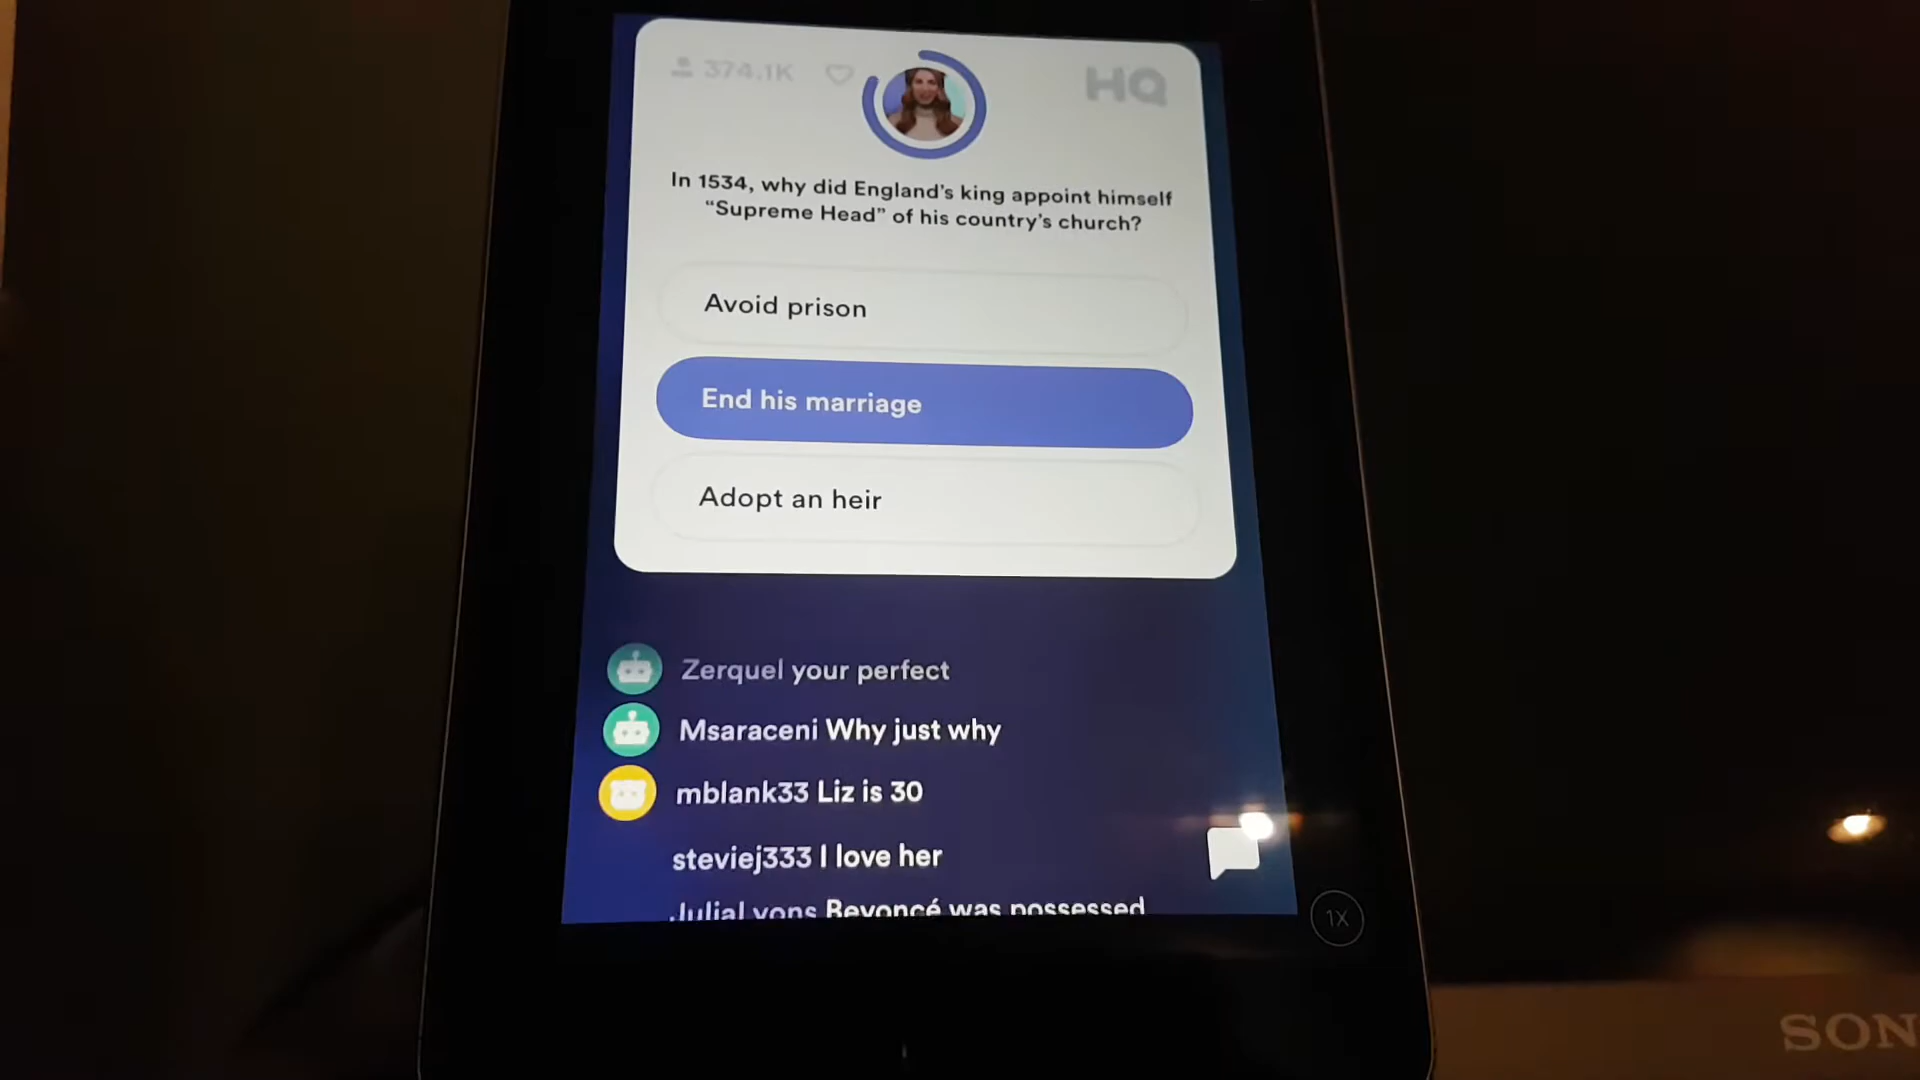 374.1K
HQ
In 1534, why did England's king appoint himself
“Supreme Head” of his country's church?
Avoid prison
End his marriage
Adopt an heir
Zerquel your perfect
Msaraceni Why just why
mblank33 Liz is 30
steviej333 I love her
JuliaLyons Beyoncé was possessed
1X
SON